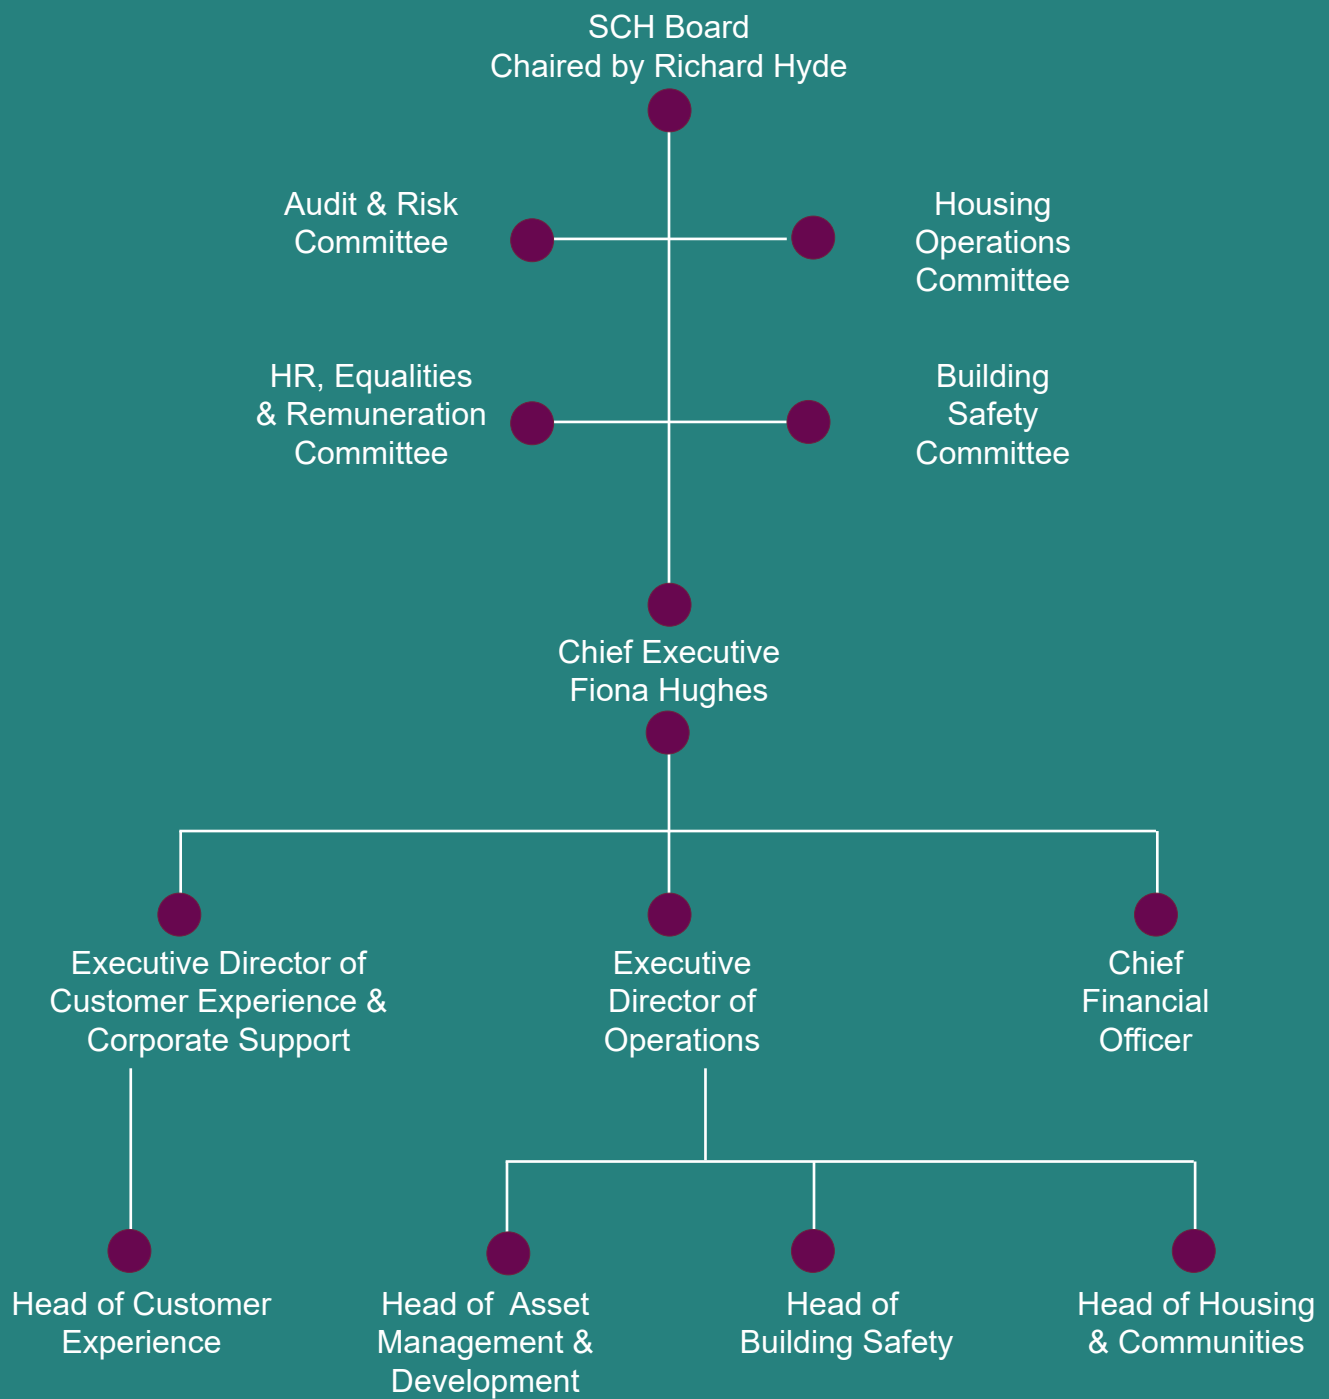 SCH Board
Chaired by Richard Hyde
Audit & Risk
Committee
Housing
Operations
Committee
HR, Equalities
& Remuneration
Committee
Building
Safety
Committee
Chief Executive
Fiona Hughes
Executive Director of
Customer Experience &
Corporate Support
Executive
Director of
Operations
Chief
Financial
Officer
Head of Customer
Experience
Head of  Asset
Management &
Development
Head of
Building Safety
Head of Housing
& Communities